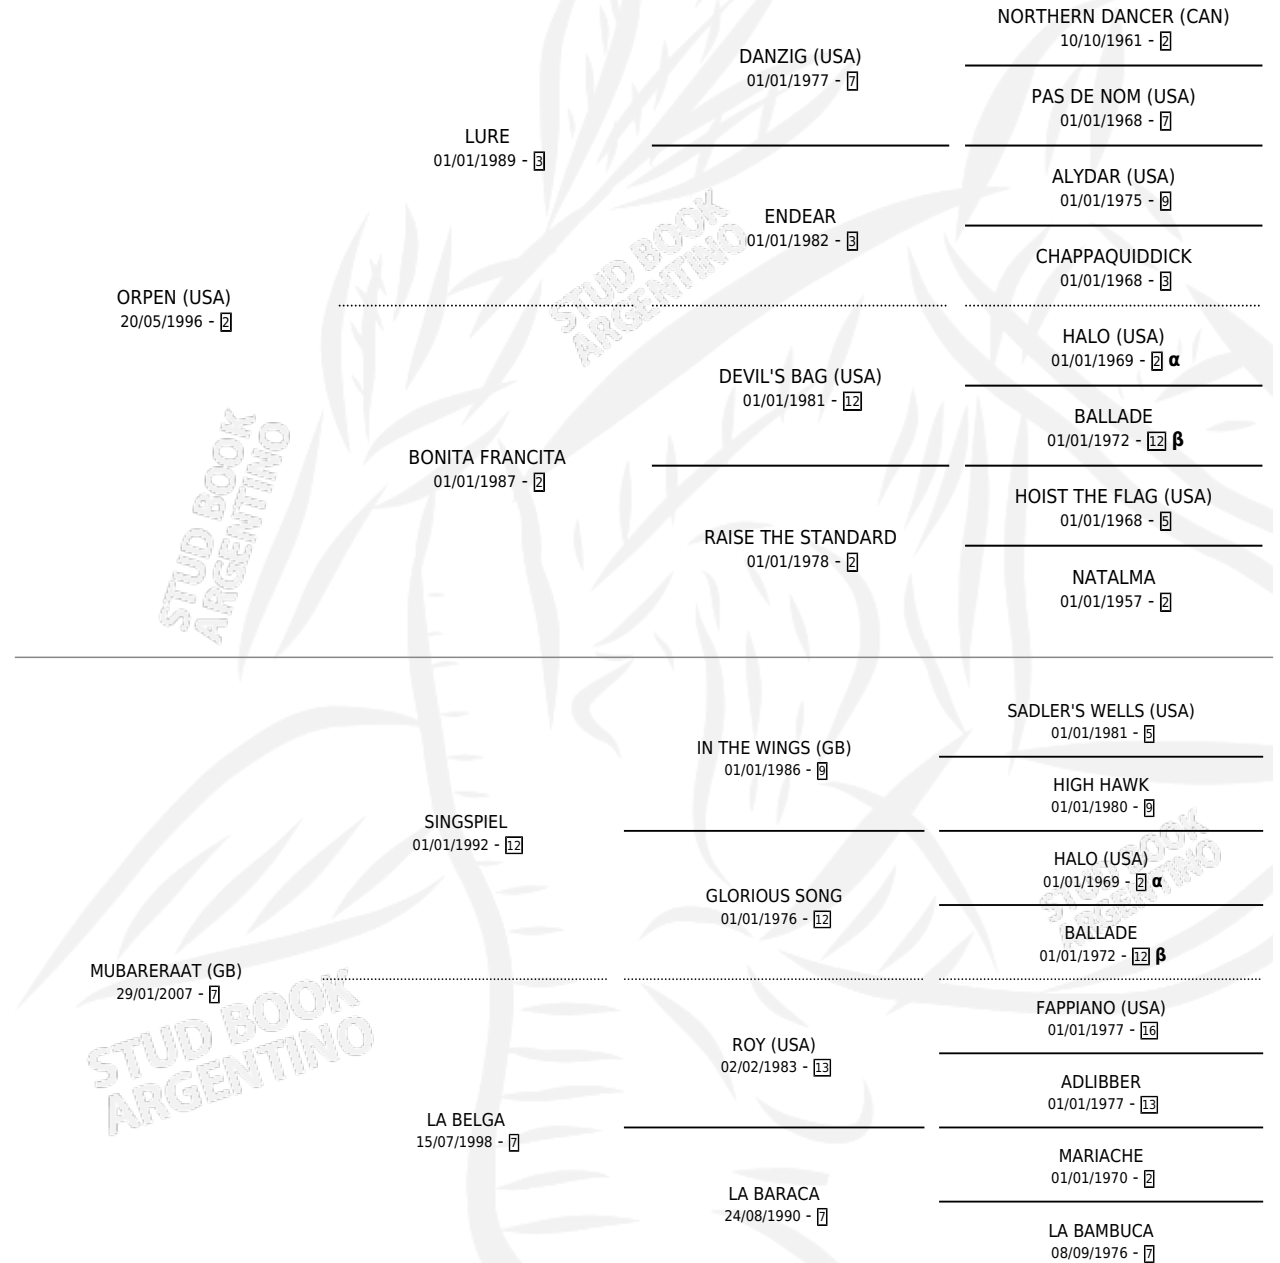 NORTHERN DANCER (CAN)
10/10/1961 - 2
DANZIG (USA)
01/01/1977 - 7
PAS DE NOM (USA)
01/01/1968 - 7
LURE
01/01/1989 - 3
ALYDAR (USA)
01/01/1975 - 9
ENDEAR
01/01/1982 - 3
CHAPPAQUIDDICK
01/01/1968 - 3
STUD BOOK
ARGENTINO
ORPEN (USA)
20/05/1996 - 2
HALO (USA)
01/01/1969 - 2 α
DEVIL'S BAG (USA)
01/01/1981 - 12
BALLADE
01/01/1972 - 12 β
BONITA FRANCITA
01/01/1987 - 2
HOIST THE FLAG (USA)
01/01/1968 - 5
RAISE THE STANDARD
01/01/1978 - 2
NATALMA
01/01/1957 - 2
STUD BOOK
ARGENTINO
SADLER'S WELLS (USA)
01/01/1981 - 5
IN THE WINGS (GB)
01/01/1986 - 9
HIGH HAWK
01/01/1980 - 9
SINGSPIEL
01/01/1992 - 12
HALO (USA)
01/01/1969 - 2 α
GLORIOUS SONG
01/01/1976 - 12
BALLADE
01/01/1972 - 12 β
STUD BOOK
ARGENTINO
MUBARERAAT (GB)
29/01/2007 - 7
FAPPIANO (USA)
01/01/1977 - 16
ROY (USA)
02/02/1983 - 13
ADLIBBER
01/01/1977 - 13
LA BELGA
15/07/1998 - 7
MARIACHE
01/01/1970 - 2
LA BARACA
24/08/1990 - 7
LA BAMBUCA
08/09/1976 - 7
STUD BOOK
ARGENTINO